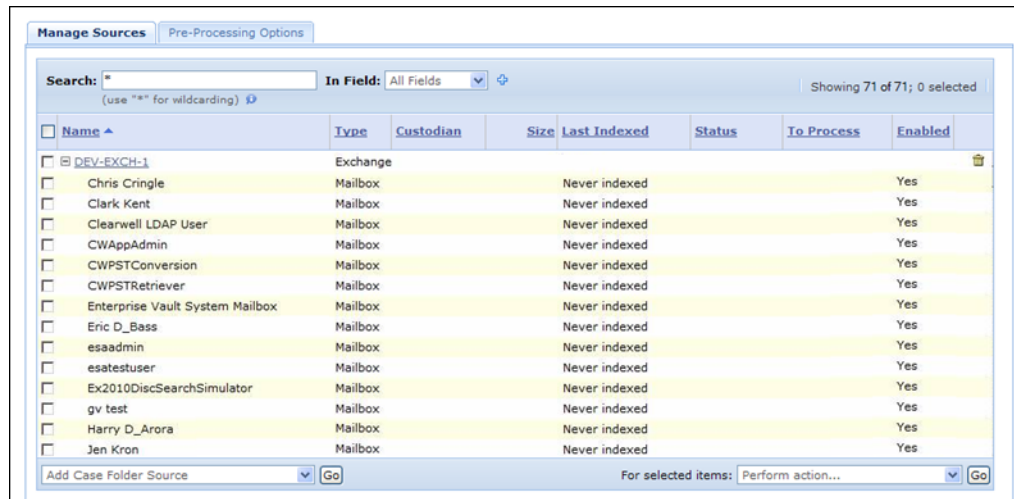 Manage Sources Pre-Processing Options
Search: * In Field: All Fields Showing 71 of 71; 0 selected
(use "*" for wildcarding)
Name Type Custodian Size Last Indexed Status To Process Enabled
DEV-EXCH-1 Exchange
Chris Cringle Mailbox Never indexed Yes
Clark Kent Mailbox Never indexed Yes
Clearwell LDAP User Mailbox Never indexed Yes
CWAppAdmin Mailbox Never indexed Yes
CWPSTConversion Mailbox Never indexed Yes
CWPSTRetriever Mailbox Never indexed Yes
Enterprise Vault System Mailbox Mailbox Never indexed Yes
Eric D_Bass Mailbox Never indexed Yes
esaadmin Mailbox Never indexed Yes
esatestuser Mailbox Never indexed Yes
Ex2010DiscSearchSimulator Mailbox Never indexed Yes
gv test Mailbox Never indexed Yes
Harry D_Arora Mailbox Never indexed Yes
Jen Kron Mailbox Never indexed Yes
Add Case Folder Source Go For selected items: Perform action... Go